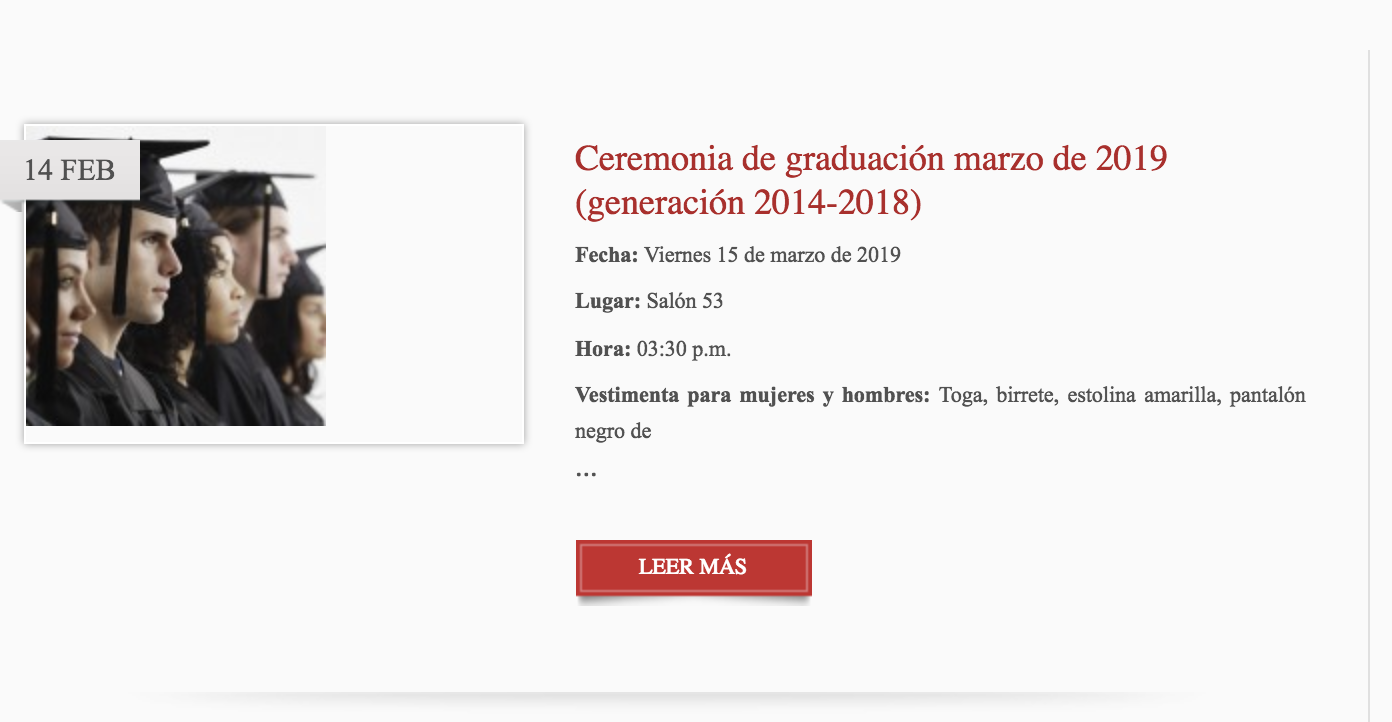 14 FEB
Ceremonia de graduación marzo de 2019
(generación 2014-2018)
Fecha: Viernes 15 de marzo de 2019
Lugar: Salón 53
Hora: 03:30 p.m.
Vestimenta para mujeres y hombres: Toga, birrete, estolina amarilla, pantalón
negro de
...
LEER MÁS